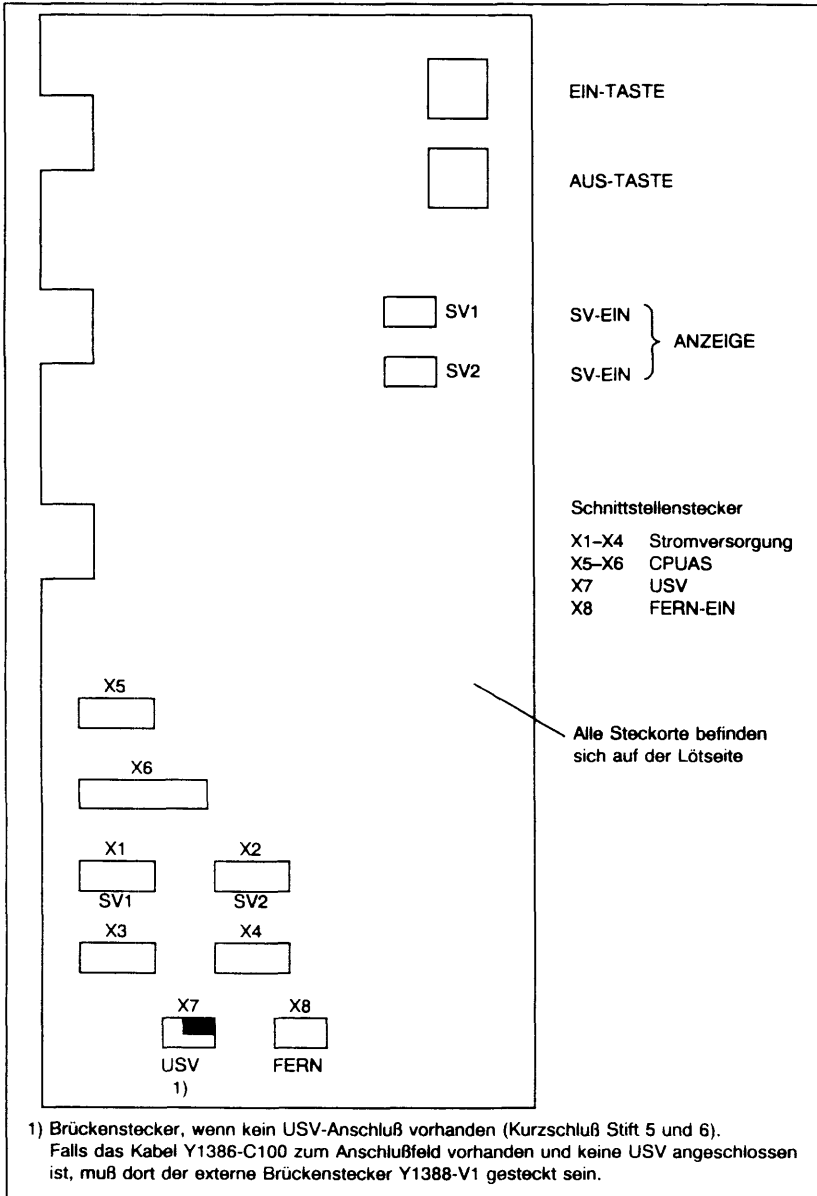 EIN-TASTE
AUS-TASTE
SV1 SV-EIN
ANZEIGE
SV2 SV-EIN
Schnittstellenstecker
X1–X4 Stromversorgung
X5–X6 CPUAS
X7 USV
X8 FERN-EIN
X5
Alle Steckorte befinden
sich auf der Lötseite
X6
X1 X2
SV1 SV2
X3 X4
X7 X8
USV FERN
1)
1) Brückenstecker, wenn kein USV-Anschluß vorhanden (Kurzschluß Stift 5 und 6).
Falls das Kabel Y1386-C100 zum Anschlußfeld vorhanden und keine USV angeschlossen
ist, muß dort der externe Brückenstecker Y1388-V1 gesteckt sein.